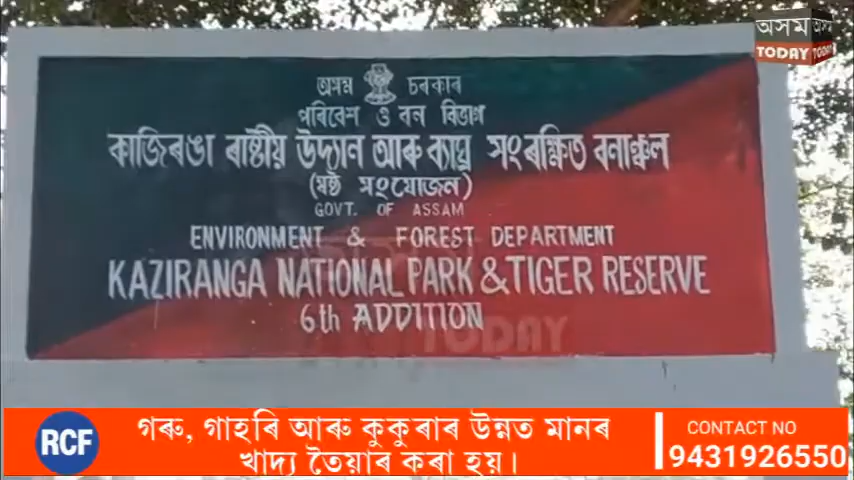 অসম TODAY
অসম চৰকাৰ
পৰিবেশ ও বন বিভাগ
কাজিৰঙা ৰাষ্ট্ৰীয় উদ্যান আৰু ব্যাঘ্ৰ সংৰক্ষিত বনাঞ্চল
(ষষ্ঠ সংযোজন)
GOVT. OF ASSAM
ENVIRONMENT & FOREST DEPARTMENT
KAZIRANGA NATIONAL PARK & TIGER RESERVE
6th ADDITION
TODAY
RCF
গৰু, গাহৰি আৰু কুকুৰাৰ উন্নত মানৰ
খাদ্য তৈয়াৰ কৰা হয়।
CONTACT NO
9431926550